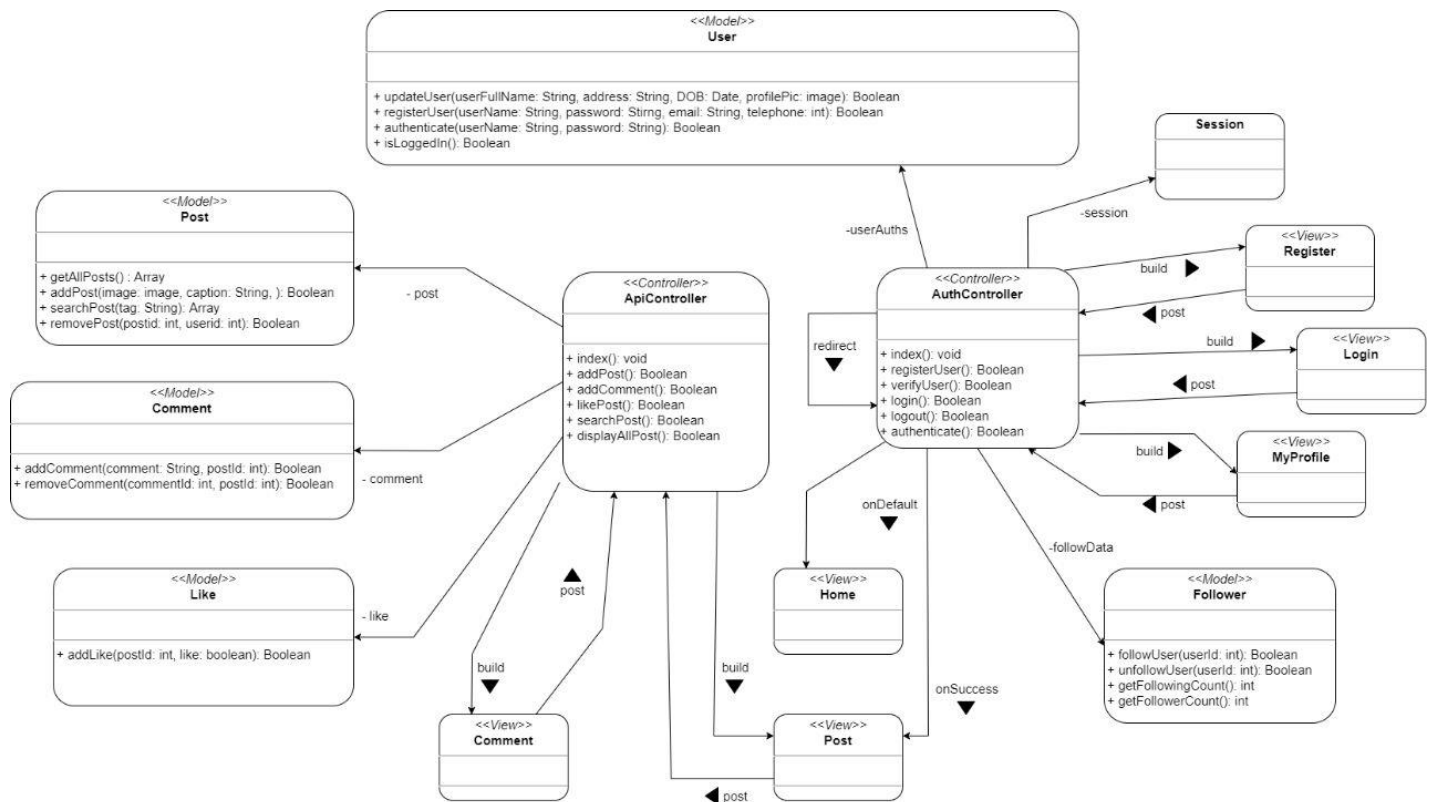 <<Model>>
User
+ updateUser(userFullName: String, address: String, DOB: Date, profilePic: image): Boolean
+ registerUser(userName: String, password: Stirng, email: String, telephone: int): Boolean
+ authenticate(userName: String, password: String): Boolean
+ isLoggedIn(): Boolean
Session
<<Model>>
Post
+ getAllPosts() : Array
+ addPost(image: image, caption: String, ): Boolean
+ searchPost(tag: String): Array
+ removePost(postid: int, userid: int): Boolean
- post
<<Controller>>
ApiController
+ index(): void
+ addPost(): Boolean
+ addComment(): Boolean
+ likePost(): Boolean
+ searchPost(): Boolean
+ displayAllPost(): Boolean
-userAuths
-session
<<Controller>>
AuthController
+ index(): void
+ registerUser(): Boolean
+ verifyUser(): Boolean
+ login(): Boolean
+ logout(): Boolean
+ authenticate(): Boolean
redirect
<<View>>
Register
build
post
<<View>>
Login
build
post
<<View>>
MyProfile
build
post
<<Model>>
Comment
+ addComment(comment: String, postId: int): Boolean
+ removeComment(commentId: int, postId: int): Boolean
- comment
onDefault
-followData
<<Model>>
Like
+ addLike(postId: int, like: boolean): Boolean
- like
post
<<View>>
Home
<<Model>>
Follower
+ followUser(userId: int): Boolean
+ unfollowUser(userId: int): Boolean
+ getFollowingCount(): int
+ getFollowerCount(): int
build
build
onSuccess
<<View>>
Comment
<<View>>
Post
post